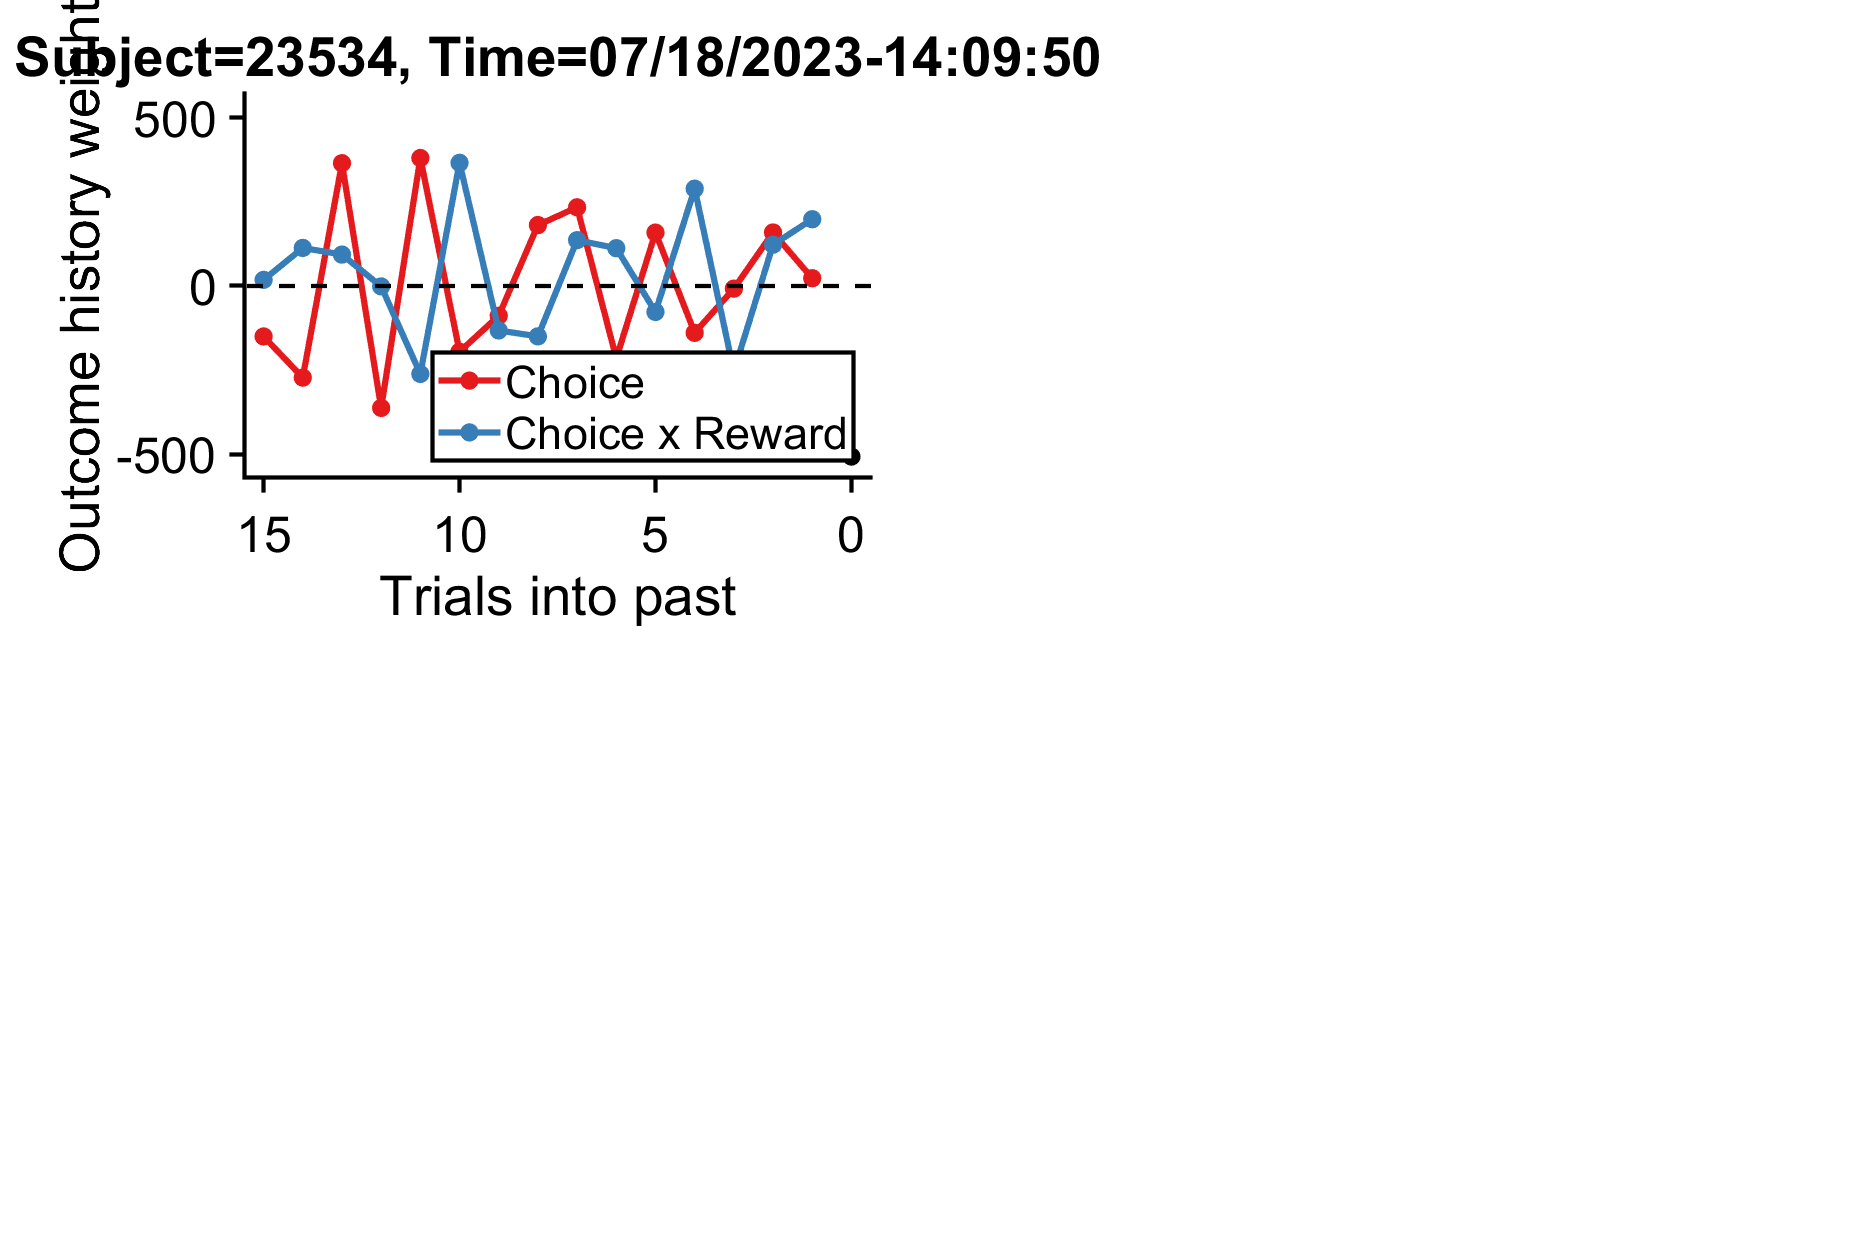 Subject=23534, Time=07/18/2023-14:09:50
Outcome history weight
500
0
-500
Choice
Choice x Reward
15 10 5 0
Trials into past